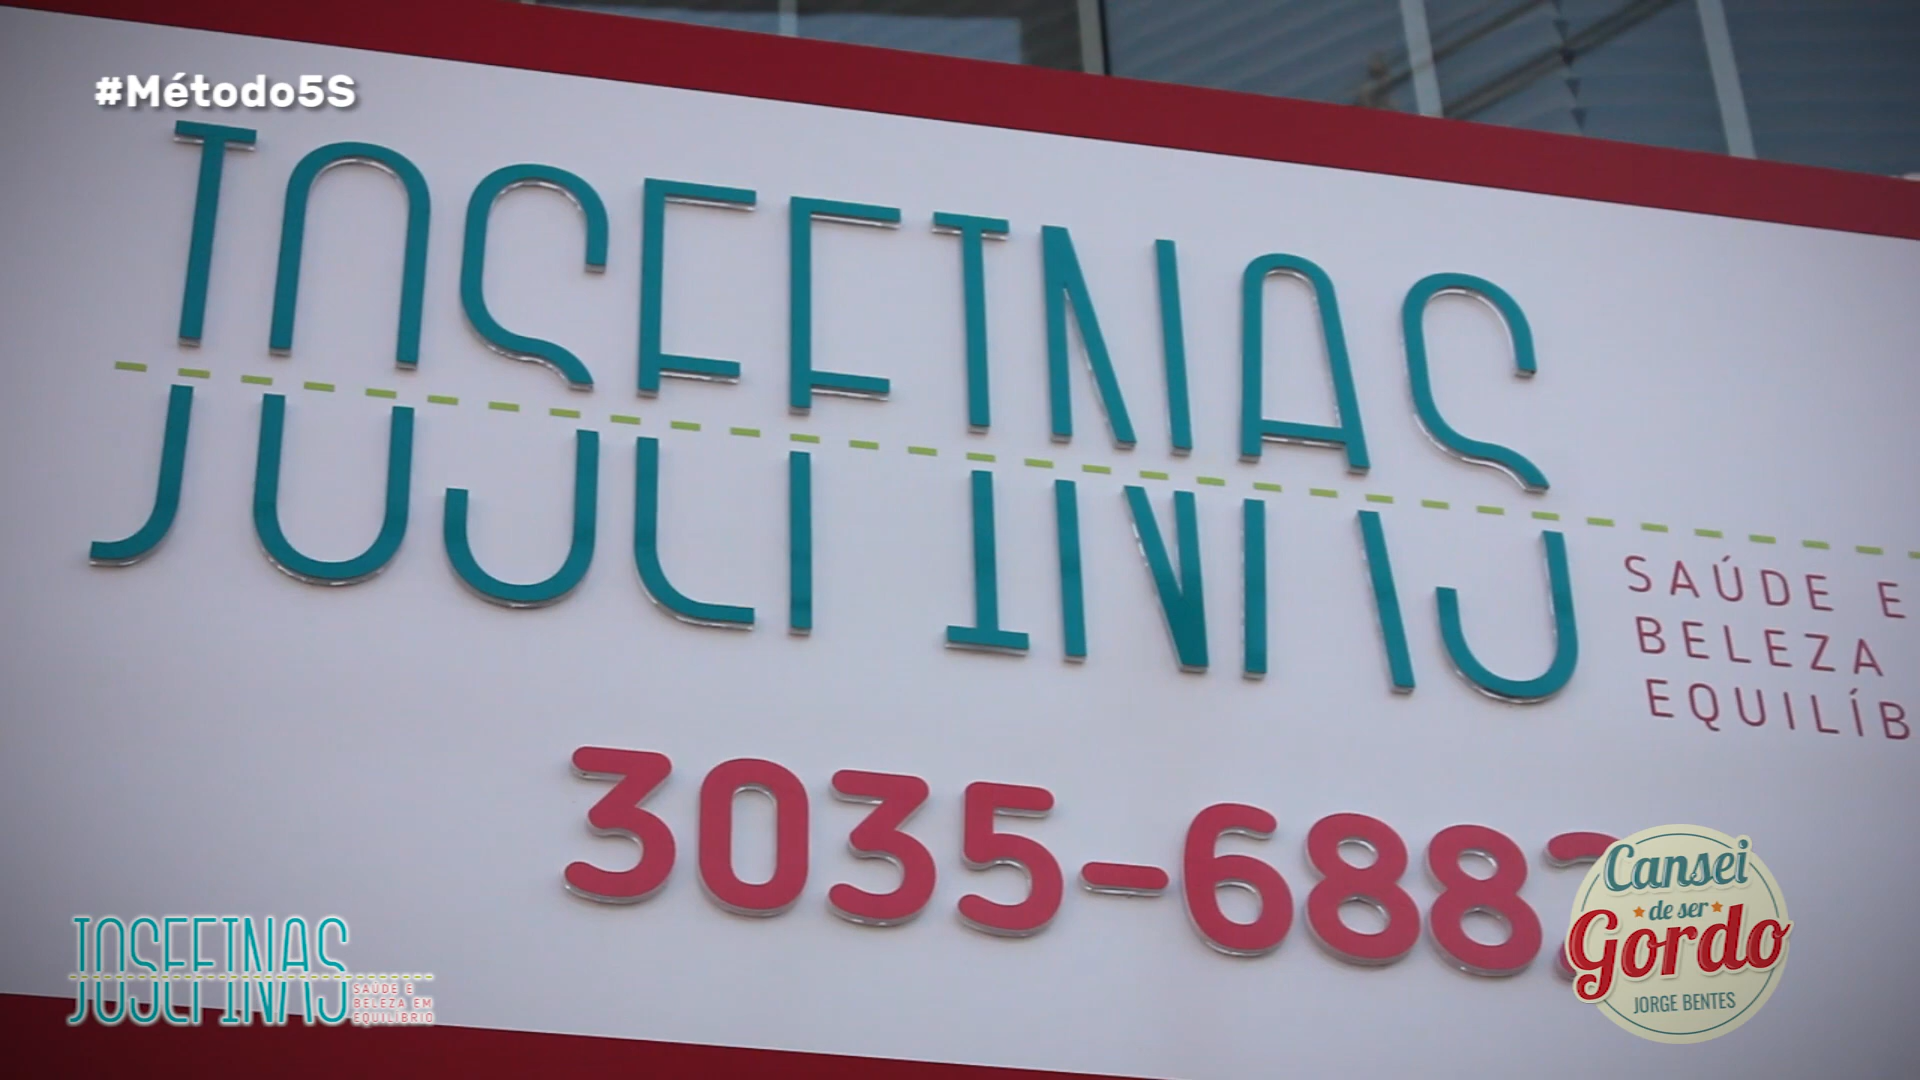 #Método5S
JOSEFINAS
SAÚDE E
BELEZA
EQUILÍB
3035-688
JOSEFINAS
SAÚDE E
BELEZA EM
EQUILÍBRIO
Cansei
de ser
Gordo
JORGE BENTES